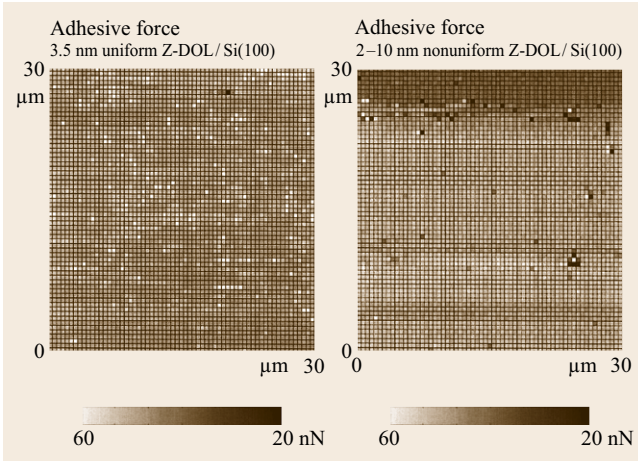 Adhesive force
3.5 nm uniform Z-DOL / Si(100)
30
µm
0
µm 30
60 20 nN
Adhesive force
2–10 nm nonuniform Z-DOL / Si(100)
30
µm
0
0 µm 30
60 20 nN